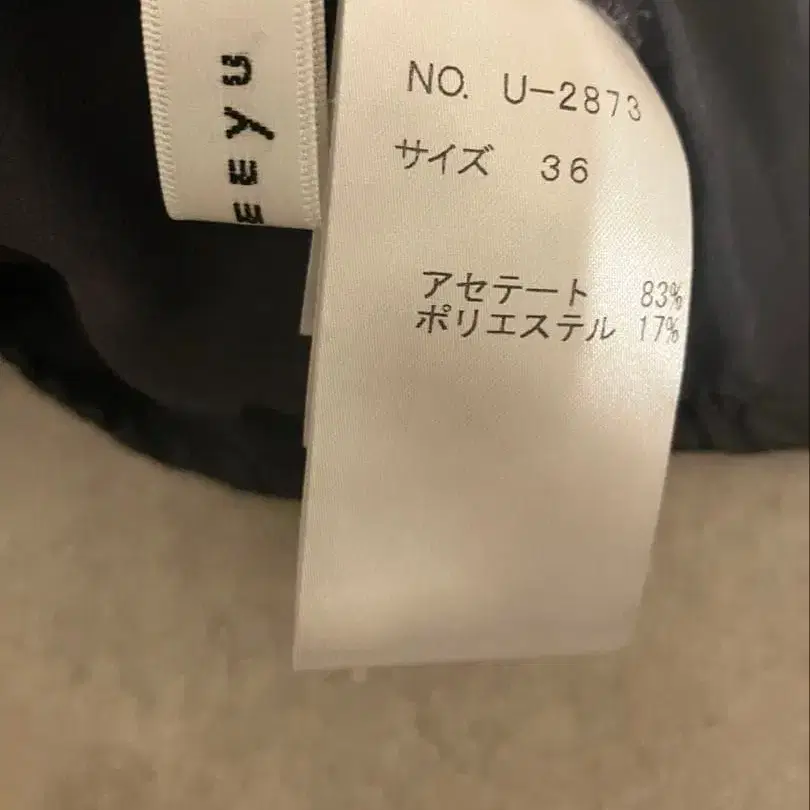 EEyu
NO. U-2873
サイズ 36
アセテート 83%
ポリエステル 17%